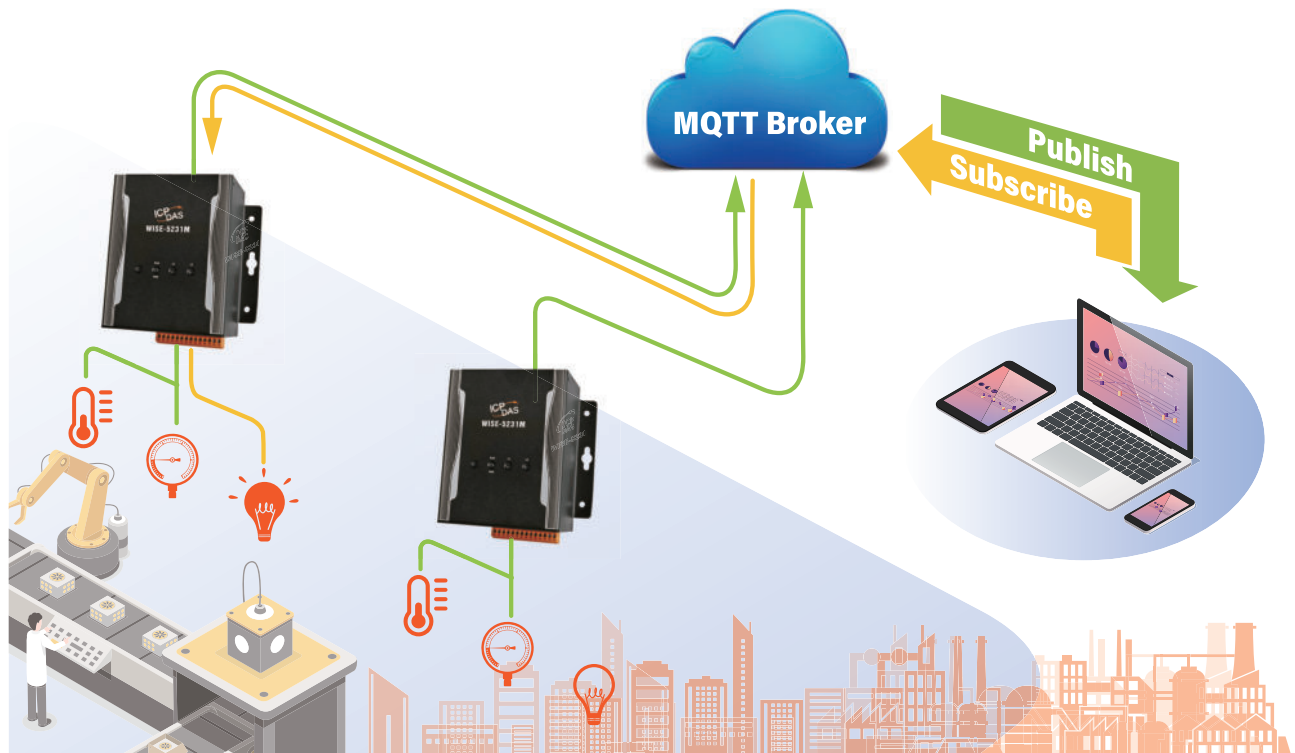 MQTT Broker
Publish
Subscribe
ICP
DAS
WISE-5231M
ICP
DAS
WISE-5231M